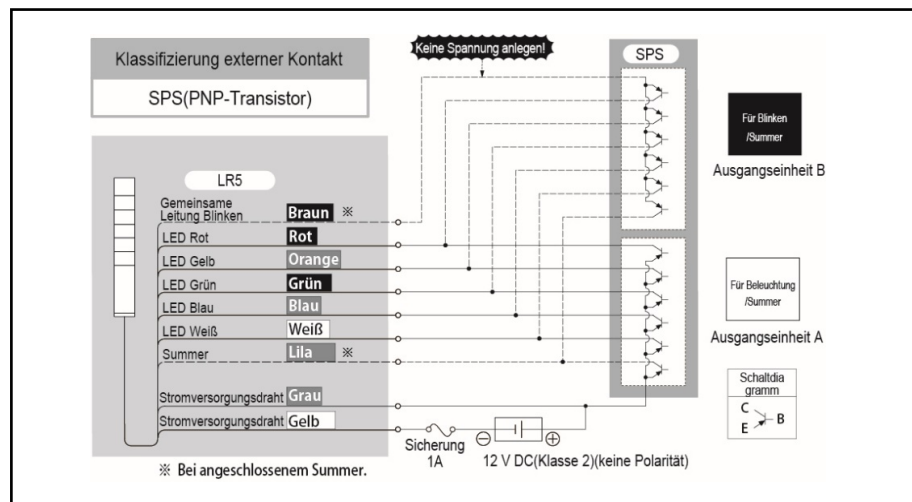 Klassifizierung externer Kontakt
SPS(PNP-Transistor)
Keine Spannung anlegen!
SPS
Für Blinken
/Summer
Ausgangseinheit B
LR5
Gemeinsame
Leitung Blinken Braun ※
LED Rot Rot
LED Gelb Orange
LED Grün Grün
LED Blau Blau
LED Weiß Weiß
Summer Lila ※
Stromversorgungsdraht Grau
Stromversorgungsdraht Gelb
Für Beleuchtung
/Summer
Ausgangseinheit A
Schaltdia
gramm
C
B
E
Sicherung
1A
12 V DC(Klasse 2)(keine Polarität)
※ Bei angeschlossenem Summer.